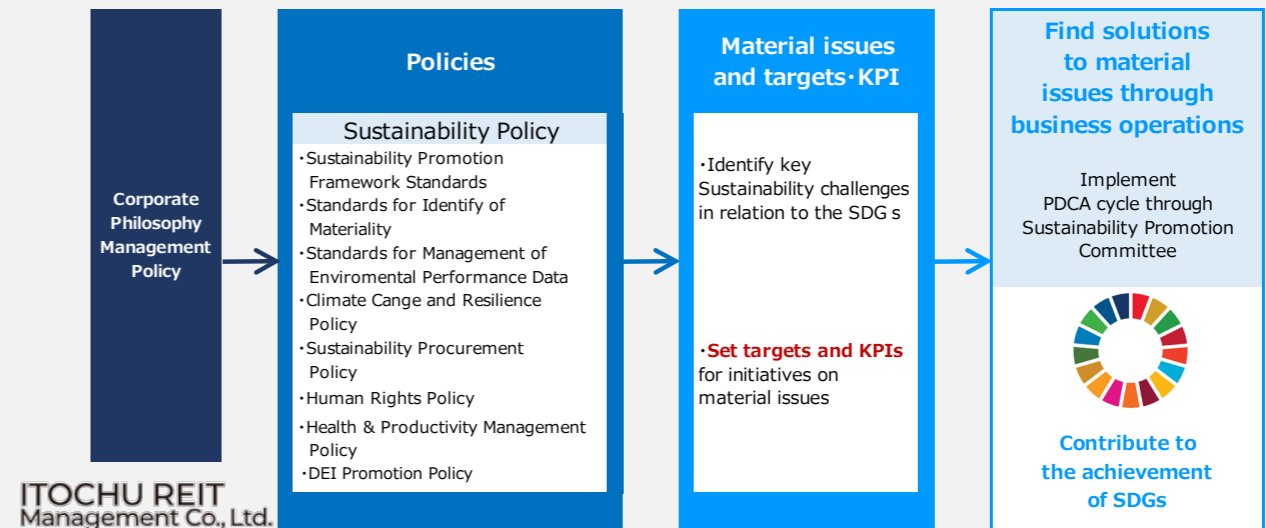 Corporate
Philosophy
Management
Policy
Policies
Sustainability Policy
・Sustainability Promotion
Framework Standards
・Standards for Identify of
Materiality
・Standards for Management of
Enviromental Performance Data
・Climate Cange and Resilience
Policy
・Sustainability Procurement
Policy
・Human Rights Policy
・Health & Productivity Management
Policy
・DEI Promotion Policy
Material issues
and targets・KPI
・Identify key
Sustainability challenges
in relation to the SDG s
・Set targets and KPIs
for initiatives on
material issues
Find solutions
to material
issues through
business operations
Implement
PDCA cycle through
Sustainability Promotion
Committee
Contribute to
the achievement
of SDGs
ITOCHU REIT
Management Co., Ltd.